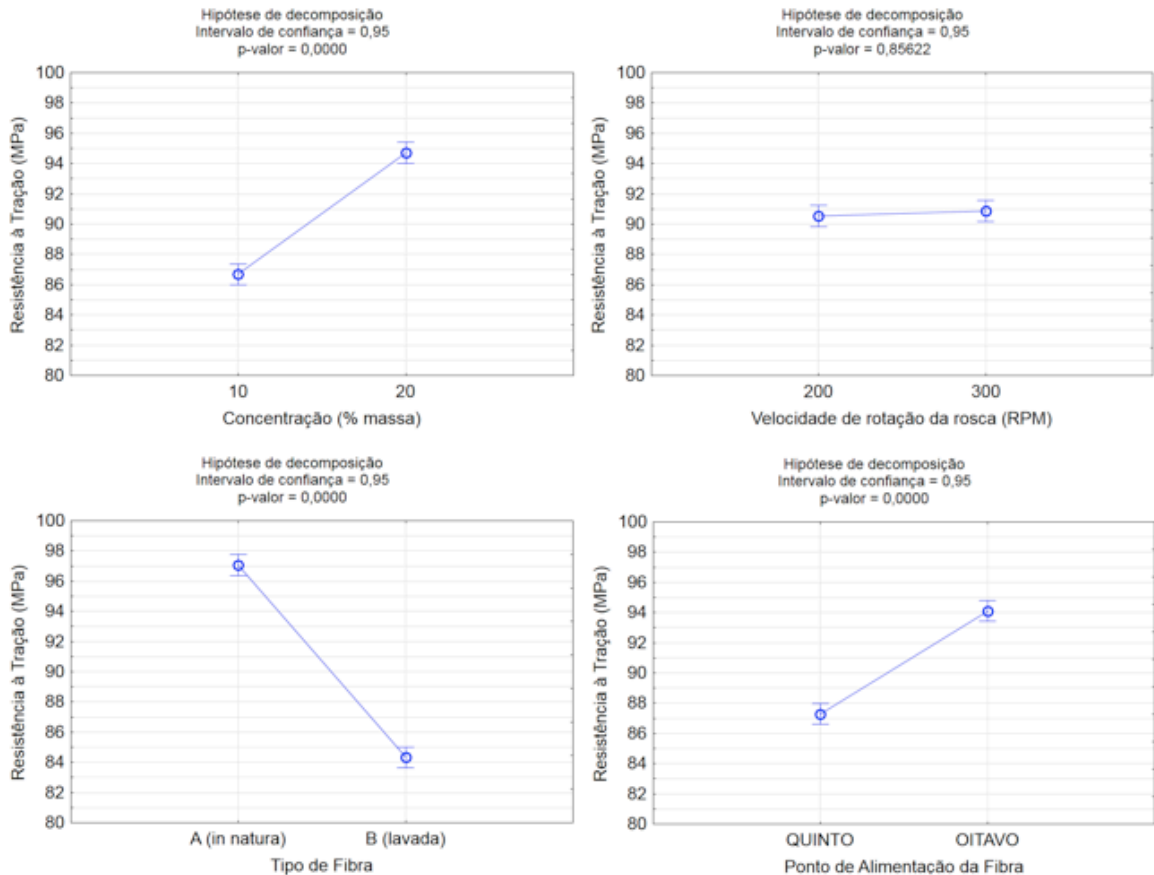 Hipótese de decomposição
Intervalo de confiança = 0,95
p-valor = 0,0000
100
98
96
94
92
90
88
86
84
82
80
Resistência à Tração (MPa)
10
20
Concentração (% massa)
Hipótese de decomposição
Intervalo de confiança = 0,95
p-valor = 0,85622
100
98
96
94
92
90
88
86
84
82
80
Resistência à Tração (MPa)
200
300
Velocidade de rotação da rosca (RPM)
Hipótese de decomposição
Intervalo de confiança = 0,95
p-valor = 0,0000
100
98
96
94
92
90
88
86
84
82
80
Resistência à Tração (MPa)
A (in natura)
B (lavada)
Tipo de Fibra
Hipótese de decomposição
Intervalo de confiança = 0,95
p-valor = 0,0000
100
98
96
94
92
90
88
86
84
82
80
Resistência à Tração (MPa)
QUINTO
OITAVO
Ponto de Alimentação da Fibra